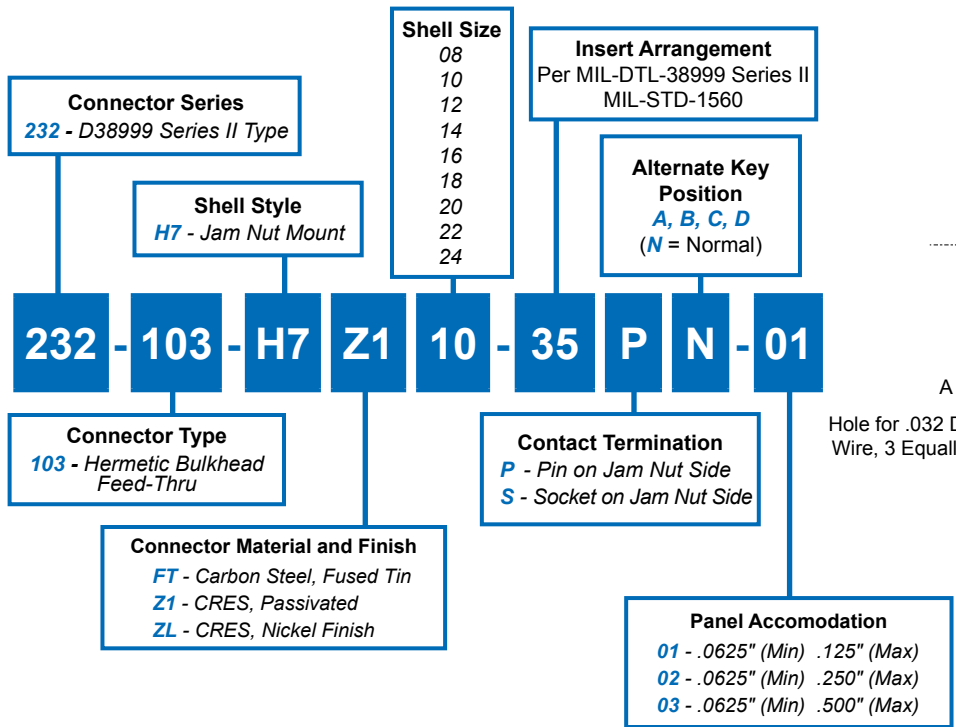 Connector Series
232 - D38999 Series II Type
Shell Style
H7 - Jam Nut Mount
Shell Size
08
10
12
14
16
18
20
22
24
Insert Arrangement
Per MIL-DTL-38999 Series II
MIL-STD-1560
Alternate Key
Position
A, B, C, D
(N = Normal)
232 - 103 - H7 Z1 10 - 35 P N - 01
Connector Type
103 - Hermetic Bulkhead
Feed-Thru
Connector Material and Finish
FT - Carbon Steel, Fused Tin
Z1 - CRES, Passivated
ZL - CRES, Nickel Finish
Contact Termination
P - Pin on Jam Nut Side
S - Socket on Jam Nut Side
Panel Accomodation
01 - .0625" (Min) .125" (Max)
02 - .0625" (Min) .250" (Max)
03 - .0625" (Min) .500" (Max)
A
Hole for .032 D
Wire, 3 Equall